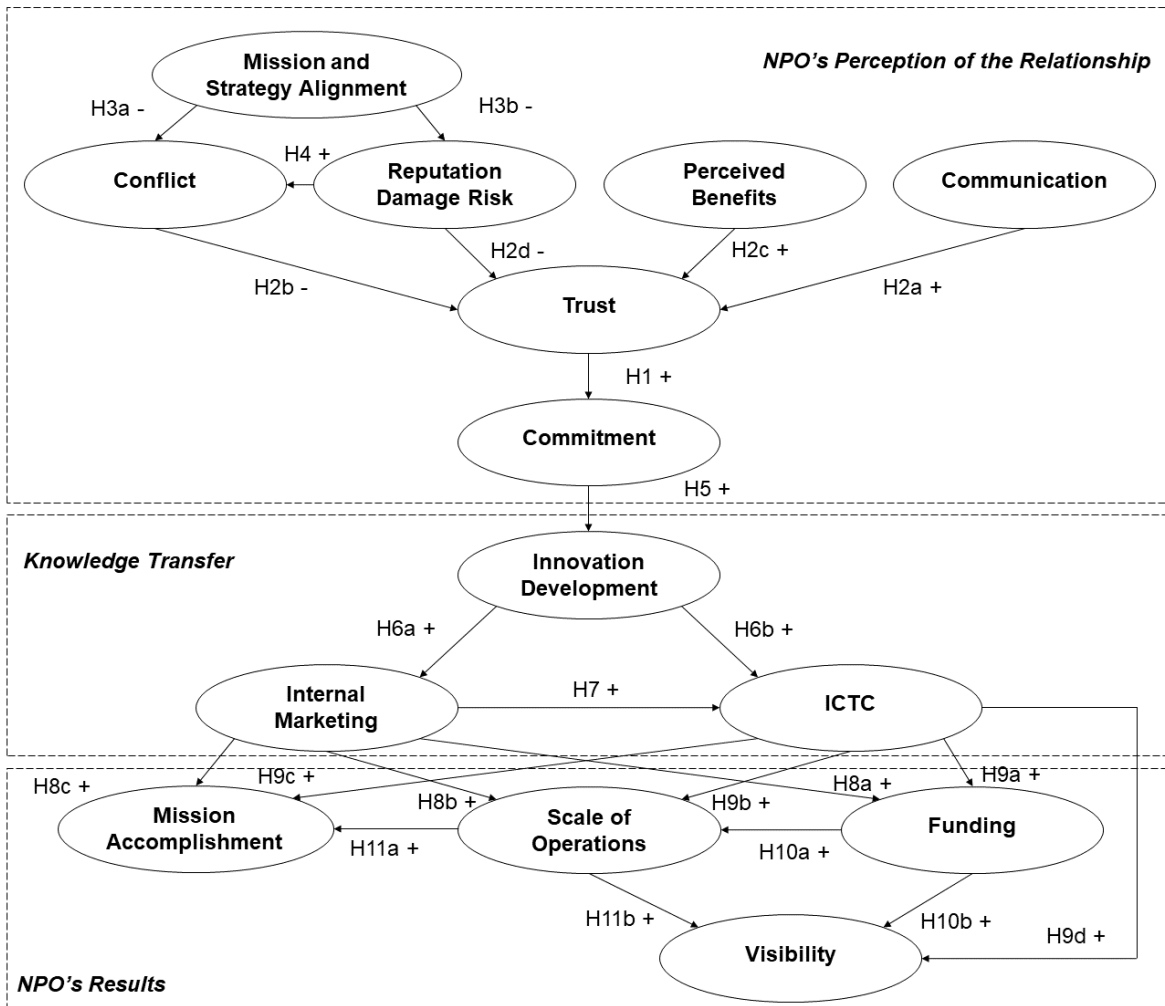 Mission and
Strategy Alignment
NPO's Perception of the Relationship
H3a -
H3b -
Conflict
H4 +
Reputation
Damage Risk
Perceived
Benefits
Communication
H2b -
H2d -
H2c +
H2a +
Trust
H1 +
Commitment
H5 +
Knowledge Transfer
Innovation
Development
H6a +
H6b +
Internal
Marketing
H7 +
ICTC
H8c +
H9c +
H8b +
H9b +
H8a +
H9a +
Mission
Accomplishment
Scale of
Operations
Funding
H11a +
H10a +
H11b +
H10b +
H9d +
Visibility
NPO's Results